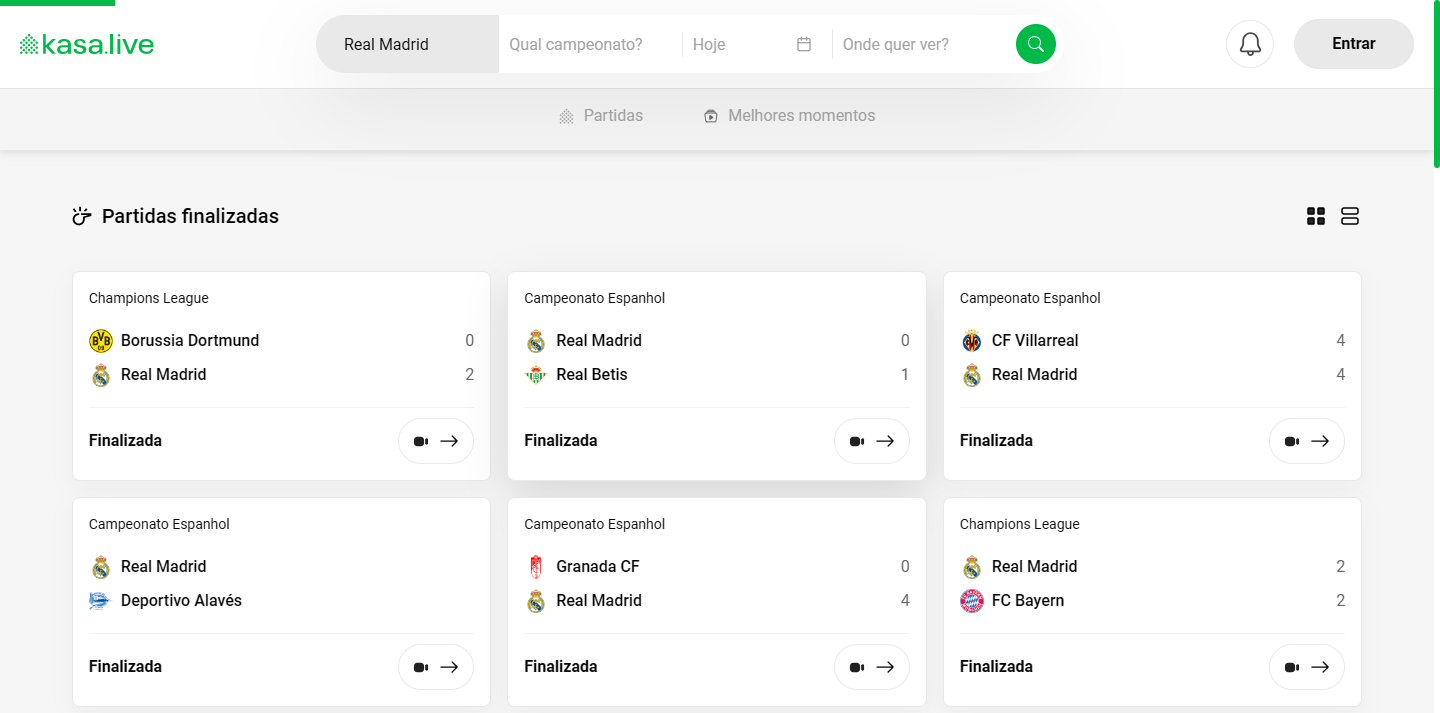 kasa.live
Real Madrid
Qual campeonato?
Hoje
Onde quer ver?
Entrar
Partidas
Melhores momentos
Partidas finalizadas
Champions League
Borussia Dortmund 0
Real Madrid 2
Finalizada
Campeonato Espanhol
Real Madrid 0
Real Betis 1
Finalizada
Campeonato Espanhol
CF Villarreal 4
Real Madrid 4
Finalizada
Campeonato Espanhol
Real Madrid
Deportivo Alavés
Finalizada
Campeonato Espanhol
Granada CF 0
Real Madrid 4
Finalizada
Champions League
Real Madrid 2
FC Bayern 2
Finalizada